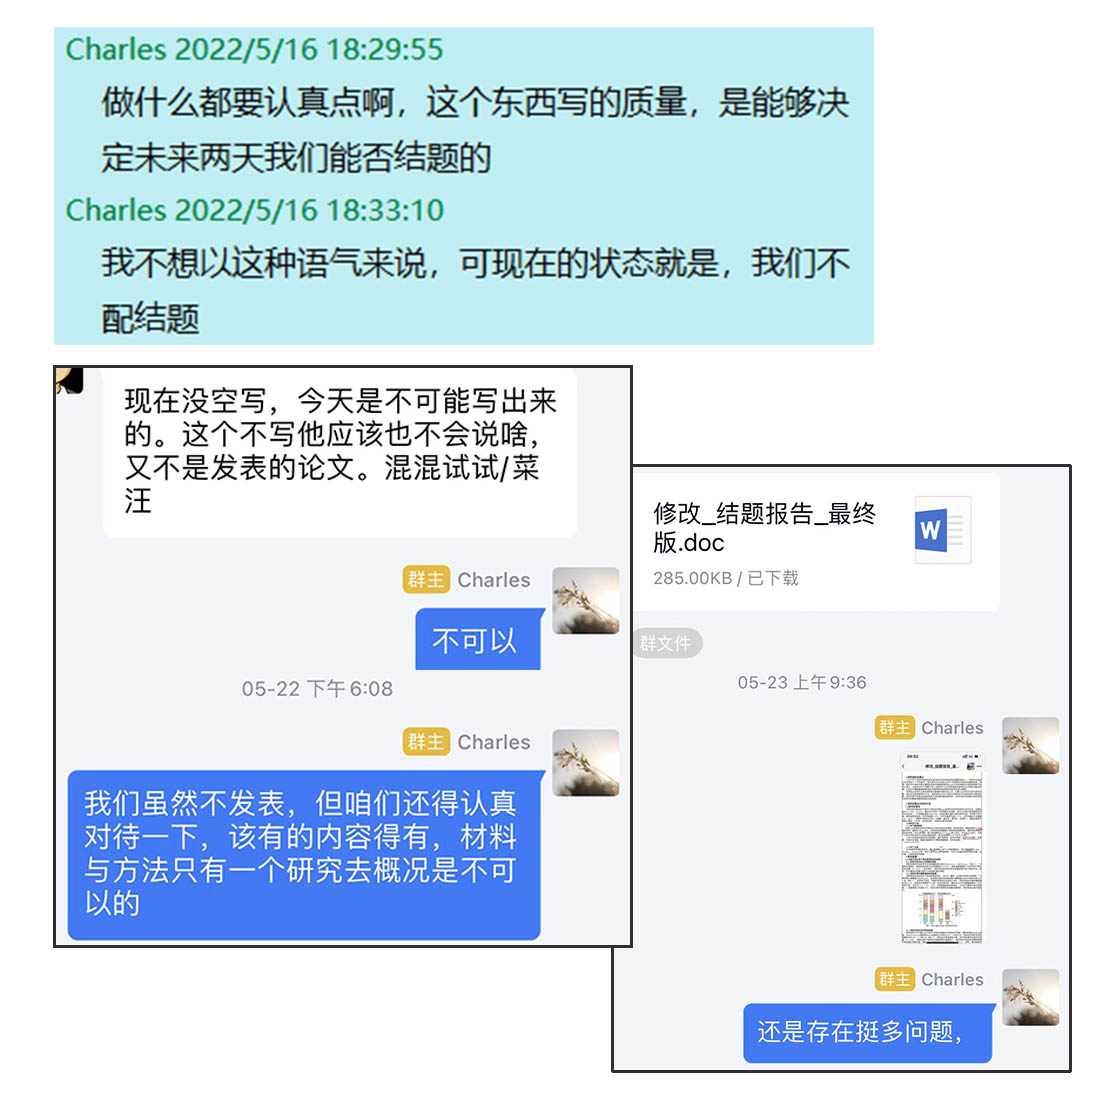 Charles 2022/5/16 18:29:55
做什么都要认真点啊，这个东西写的质量，是能够决
定未来两天我们能否结题的
Charles 2022/5/16 18:33:10
我不想以这种语气来说，可现在的状态就是，我们不
配结题
现在没空写，今天是不可能写出来
的。这个不写他应该也不会说啥，
又不是发表的论文。混混试试/菜
汪
群主 Charles
不可以
05-22 下午6:08
群主 Charles
我们虽然不发表，但咱们还得认真
对待一下，该有的内容得有，材料
与方法只有一个研究去概况是不可
以的
修改_结题报告_最终
版.doc
W
285.00KB / 已下载
群文件
05-23 上午9:36
群主 Charles
群主 Charles
还是存在挺多问题，